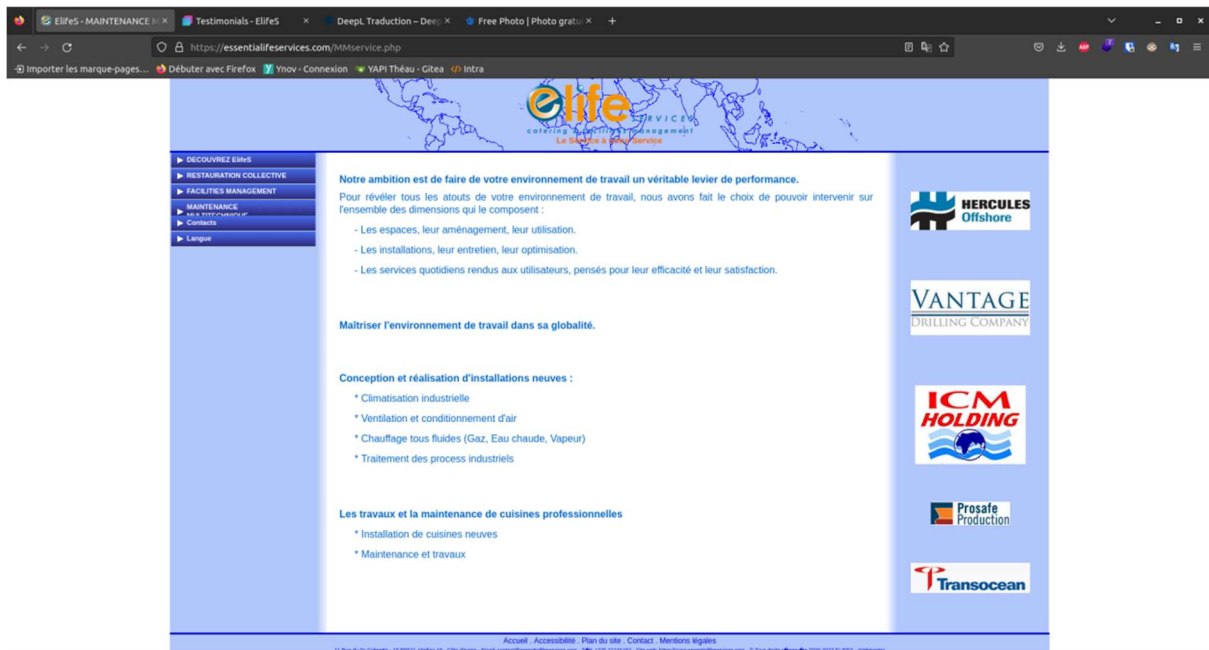 ElifeS - MAINTENANCE M
Testimonials - ElifeS
DeepL Traduction – Deep
Free Photo | Photo gratu
https://essentialifeservices.com/MMservice.php
Importer les marque-pages...
Débuter avec Firefox
Ynov - Connexion
YAPI Théau - Gitea
Intra
elife
SERVICES
catering & facilities management
Le Service à Votre Service
DECOUVREZ ElifeS
RESTAURATION COLLECTIVE
FACILITIES MANAGEMENT
MAINTENANCE
MULTITECHNIQUE
Contacts
Langue
Notre ambition est de faire de votre environnement de travail un véritable levier de performance.
Pour révéler tous les atouts de votre environnement de travail, nous avons fait le choix de pouvoir intervenir sur
l'ensemble des dimensions qui le composent :
- Les espaces, leur aménagement, leur utilisation.
- Les installations, leur entretien, leur optimisation.
- Les services quotidiens rendus aux utilisateurs, pensés pour leur efficacité et leur satisfaction.
Maîtriser l'environnement de travail dans sa globalité.
Conception et réalisation d'installations neuves :
* Climatisation industrielle
* Ventilation et conditionnement d'air
* Chauffage tous fluides (Gaz, Eau chaude, Vapeur)
* Traitement des process industriels
Les travaux et la maintenance de cuisines professionnelles
* Installation de cuisines neuves
* Maintenance et travaux
HERCULES
Offshore
VANTAGE
DRILLING COMPANY
ICM
HOLDING
Prosafe
Production
Transocean
Accueil . Accessibilité . Plan du site . Contact . Mentions légales